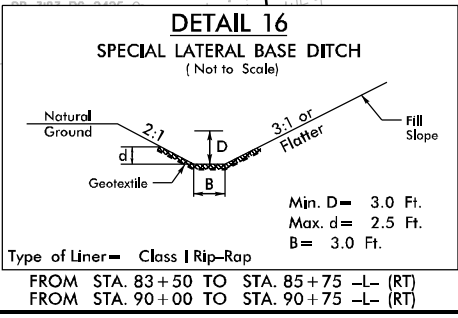 DETAIL 16
SPECIAL LATERAL BASE DITCH
( Not to Scale)
Natural
Ground
2:1
D
3:1 or
Flatter
Fill
Slope
d
Geotextile
B
Min. D= 3.0 Ft.
Max. d= 2.5 Ft.
B= 3.0 Ft.
Type of Liner= Class I Rip-Rap
FROM STA. 83+50 TO STA. 85+75 -L- (RT)
FROM STA. 90+00 TO STA. 90+75 -L- (RT)